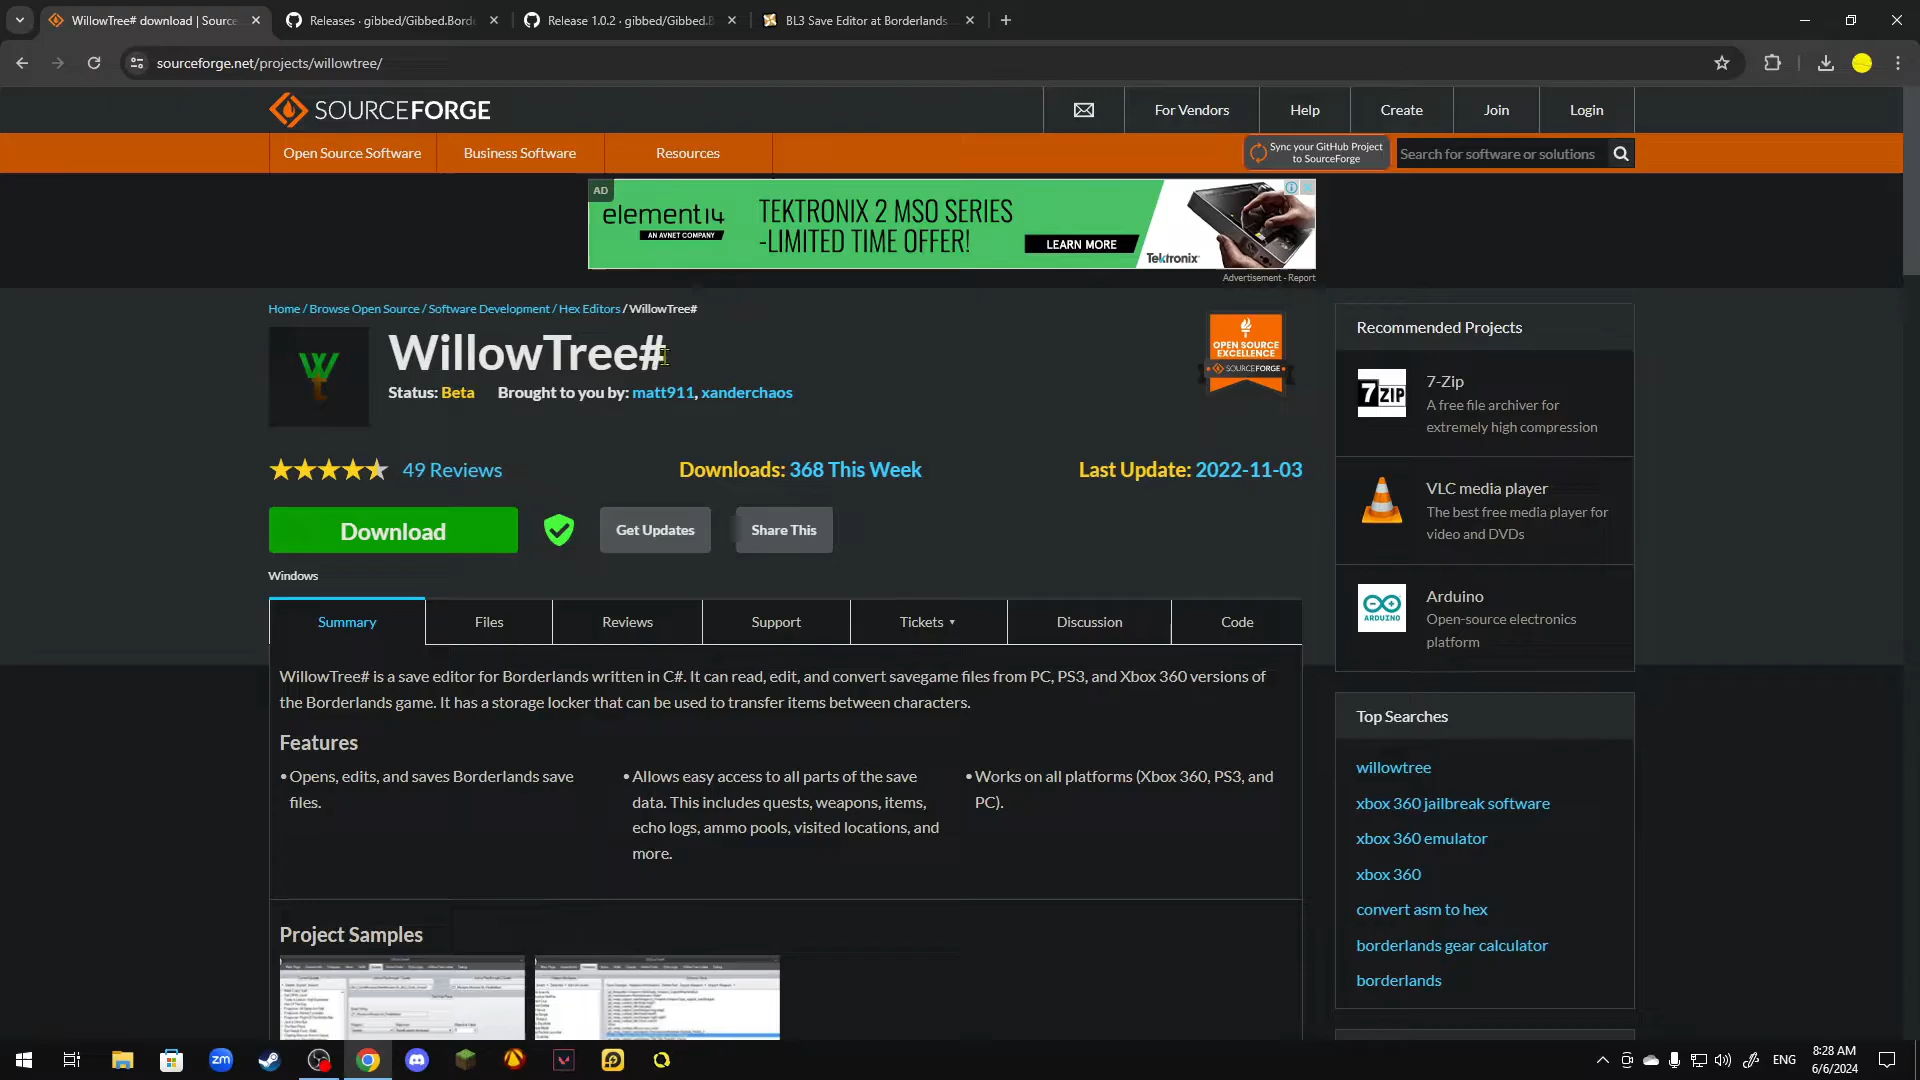 WillowTree# download | Source
Releases · gibbed/Gibbed.Borde
Release 1.0.2 · gibbed/Gibbed.B
BL3 Save Editor at Borderlands
sourceforge.net/projects/willowtree/
SOURCEFORGE
For Vendors
Help
Create
Join
Login
Open Source Software
Business Software
Resources
Sync your GitHub Project
to SourceForge
Search for software or solutions
AD
element14
AN AVNET COMPANY
TEKTRONIX 2 MSO SERIES
-LIMITED TIME OFFER!
LEARN MORE
Tektronix
Advertisement - Report
Home / Browse Open Source / Software Development / Hex Editors / WillowTree#
WillowTree#
Status: Beta
Brought to you by: matt911, xanderchaos
OPEN SOURCE
EXCELLENCE
SOURCEFORGE
49 Reviews
Downloads: 368 This Week
Last Update: 2022-11-03
Download
Get Updates
Share This
Windows
Summary
Files
Reviews
Support
Tickets
Discussion
Code
WillowTree# is a save editor for Borderlands written in C#. It can read, edit, and convert savegame files from PC, PS3, and Xbox 360 versions of
the Borderlands game. It has a storage locker that can be used to transfer items between characters.
Features
• Opens, edits, and saves Borderlands save
files.
• Allows easy access to all parts of the save
data. This includes quests, weapons, items,
echo logs, ammo pools, visited locations, and
more.
• Works on all platforms (Xbox 360, PS3, and
PC).
Project Samples
Recommended Projects
7ZIP
7-Zip
A free file archiver for
extremely high compression
VLC media player
The best free media player for
video and DVDs
ARDUINO
Arduino
Open-source electronics
platform
Top Searches
willowtree
xbox 360 jailbreak software
xbox 360 emulator
xbox 360
convert asm to hex
borderlands gear calculator
borderlands
zm
ENG
8:28 AM
6/6/2024